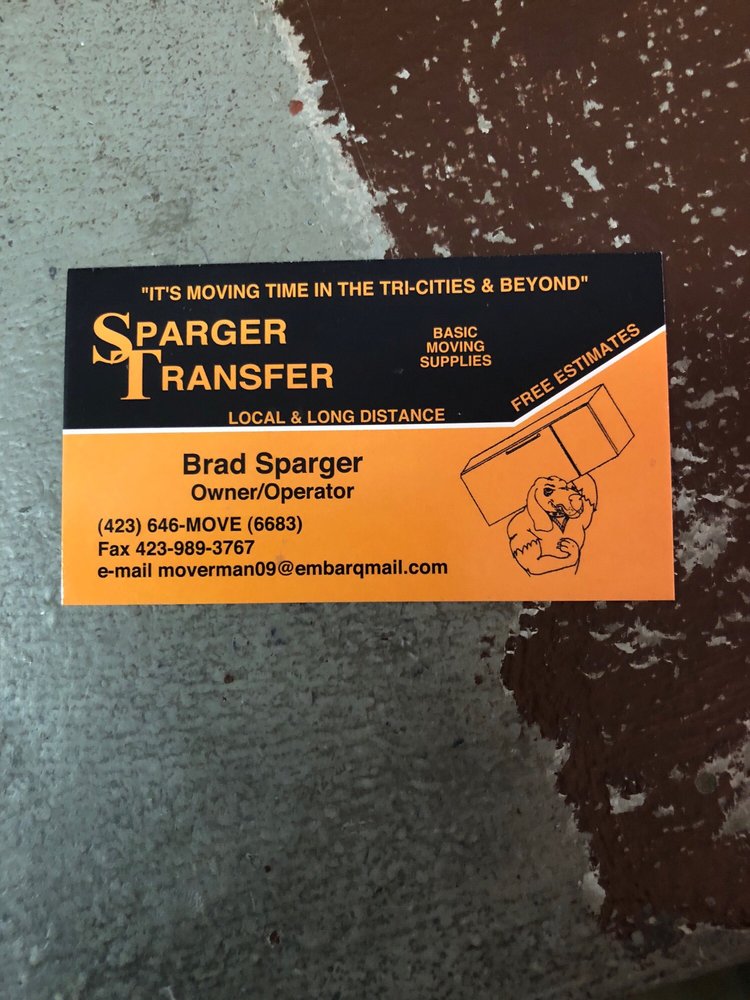 "IT'S MOVING TIME IN THE TRI-CITIES & BEYOND"
SPARGER
TRANSFER
BASIC
MOVING
SUPPLIES
FREE ESTIMATES
LOCAL & LONG DISTANCE
Brad Sparger
Owner/Operator
(423) 646-MOVE (6683)
Fax 423-989-3767
e-mail moverman09@embarqmail.com